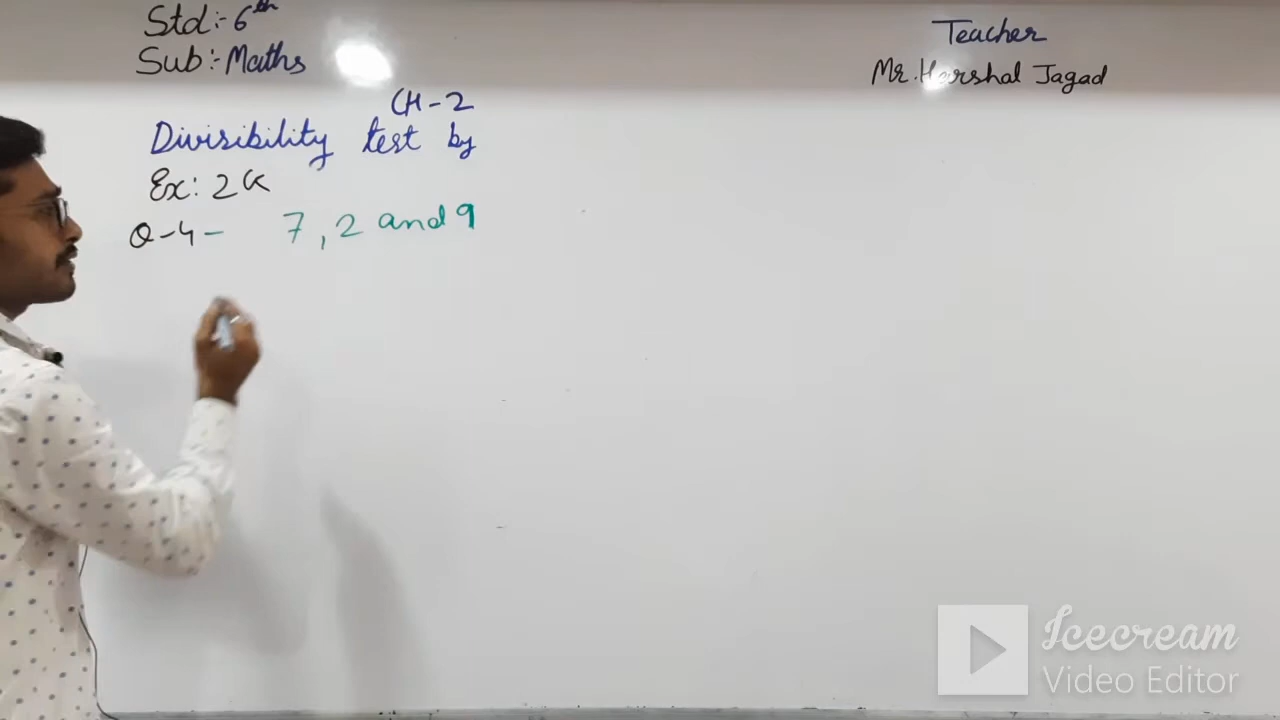 Std:- 6th
Sub:- Maths
Teacher
Mr. Harshal Jagad
CH-2
Divisibility test by
Ex: 2K
Q-4- 7, 2 and 9
Icecream
Video Editor